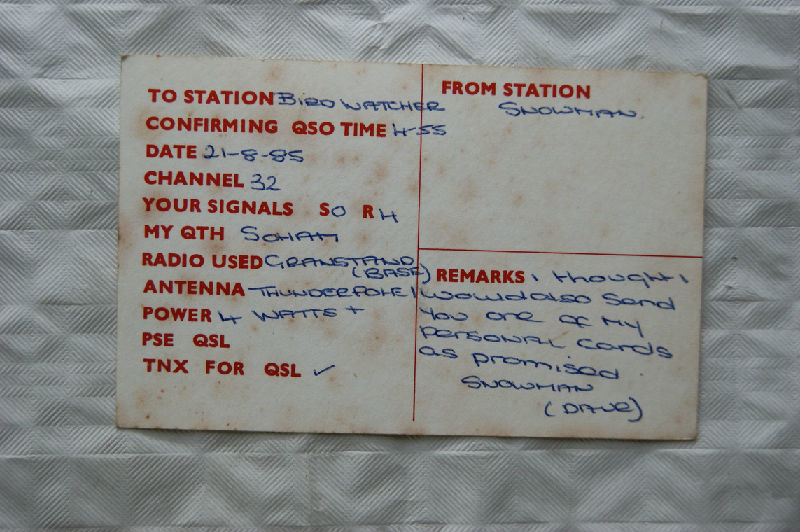 TO STATION BIRD WATCHER
CONFIRMING QSO TIME 4-55
DATE 21-8-85
CHANNEL 32
YOUR SIGNALS S0 R4
MY QTH SOHAM
RADIO USED GRANSTAND
(BASE)
ANTENNA THUNDERPOLE 1
POWER 4 WATTS +
PSE QSL
TNX FOR QSL ✓
FROM STATION
SNOWMAN.
REMARKS. I thought I
would also send
you one of my
personal cards
as promised
SNOWMAN
(DAVE)